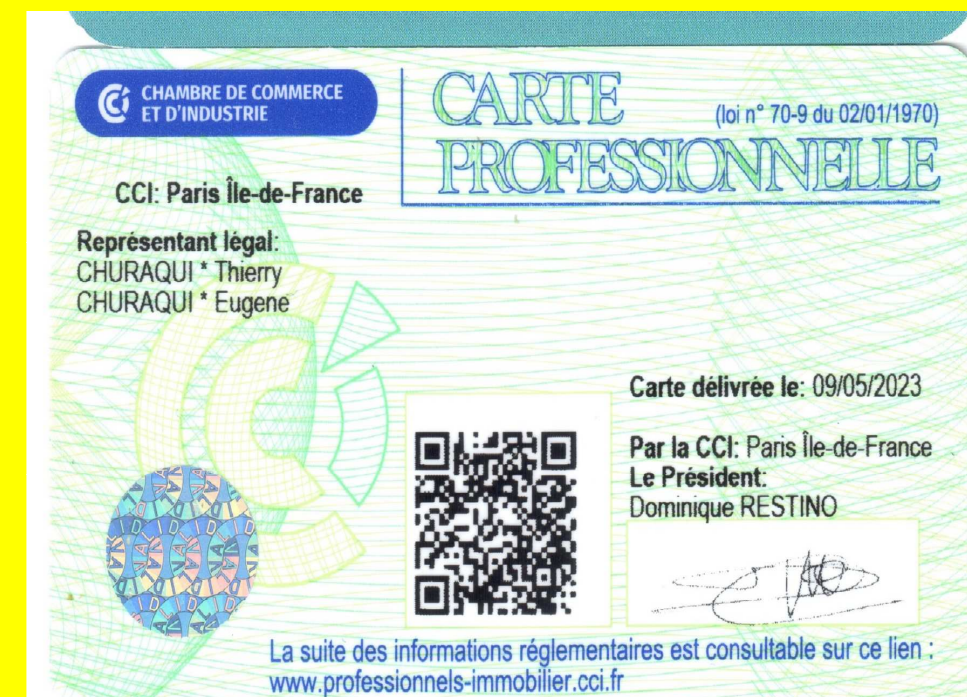 CHAMBRE DE COMMERCE
ET D'INDUSTRIE
CARTE
(loi n° 70-9 du 02/01/1970)
PROFESSIONNELLE
CCI: Paris Île-de-France
Représentant légal:
CHURAQUI * Thierry
CHURAQUI * Eugene
Carte délivrée le: 09/05/2023
Par la CCI: Paris Île-de-France
Le Président:
Dominique RESTINO
VALID
La suite des informations réglementaires est consultable sur ce lien :
www.professionnels-immobilier.cci.fr